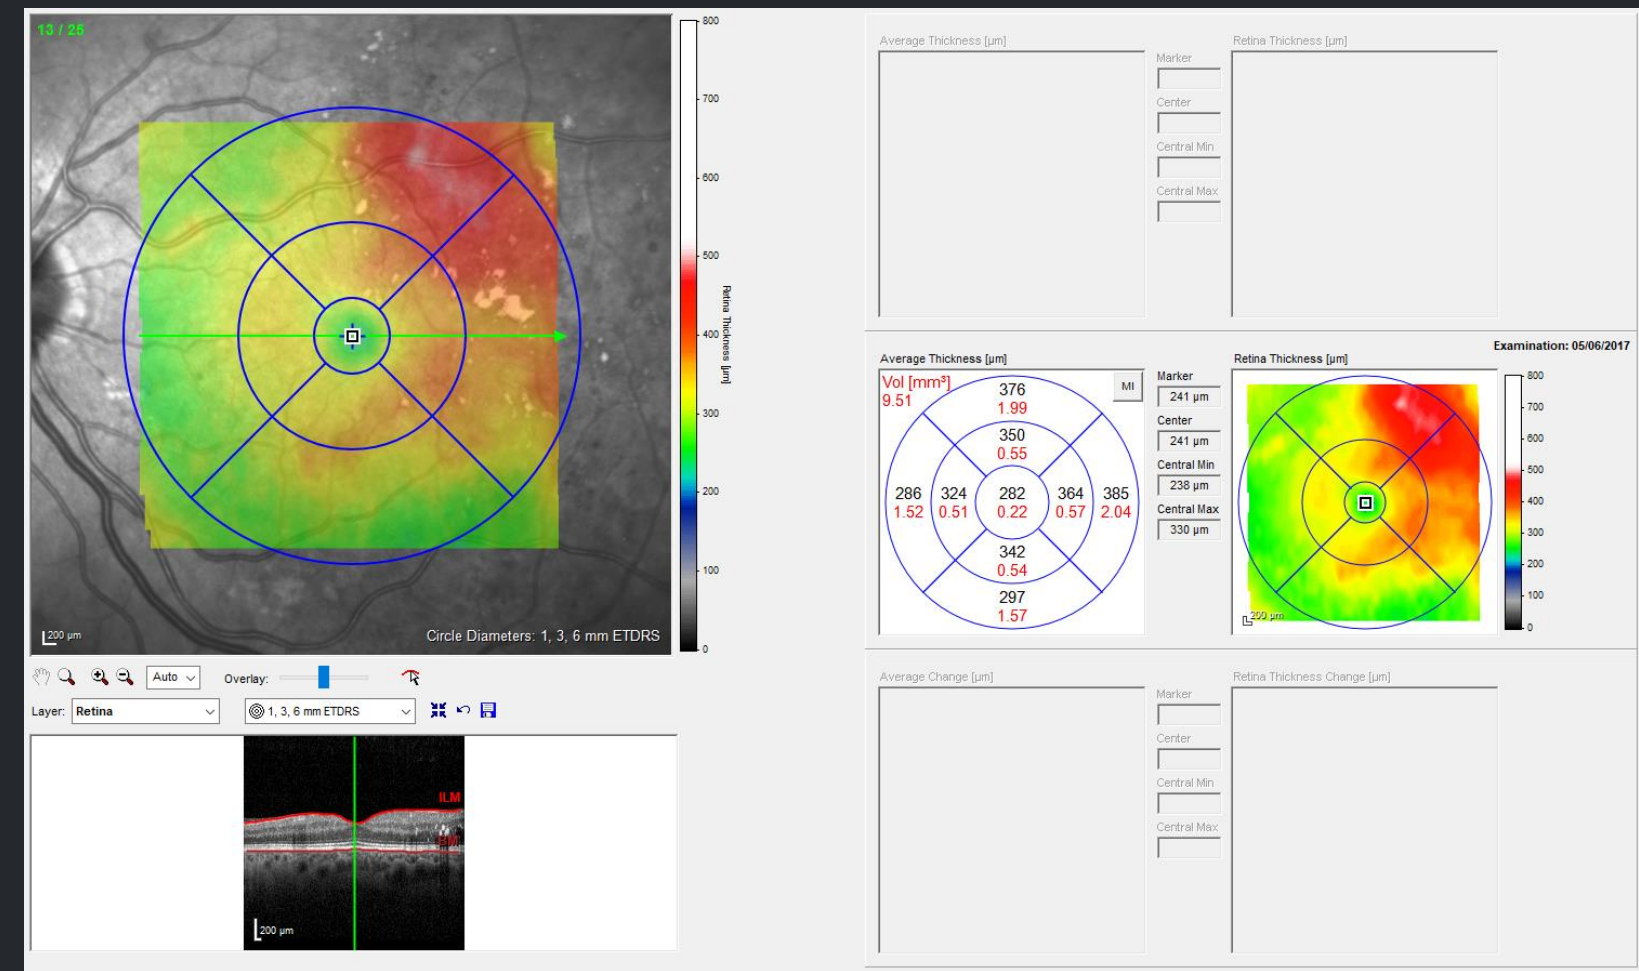 13 / 25
800
700
600
500
400
300
200
100
0
Retina Thickness [µm]
200 µm
Circle Diameters: 1, 3, 6 mm ETDRS
Auto
Overlay:
Layer: Retina
1, 3, 6 mm ETDRS
ILM
BM
200 µm
Average Thickness [µm]
Marker
Center
Central Min
Central Max
Retina Thickness [µm]
Examination: 05/06/2017
Average Thickness [µm]
Vol [mm³]
9.51
MI
376
1.99
350
0.55
286 324 282 364 385
1.52 0.51 0.22 0.57 2.04
342
0.54
297
1.57
Marker
241 µm
Center
241 µm
Central Min
238 µm
Central Max
330 µm
Retina Thickness [µm]
200 µm
800
700
600
500
400
300
200
100
0
Average Change [µm]
Marker
Center
Central Min
Central Max
Retina Thickness Change [µm]